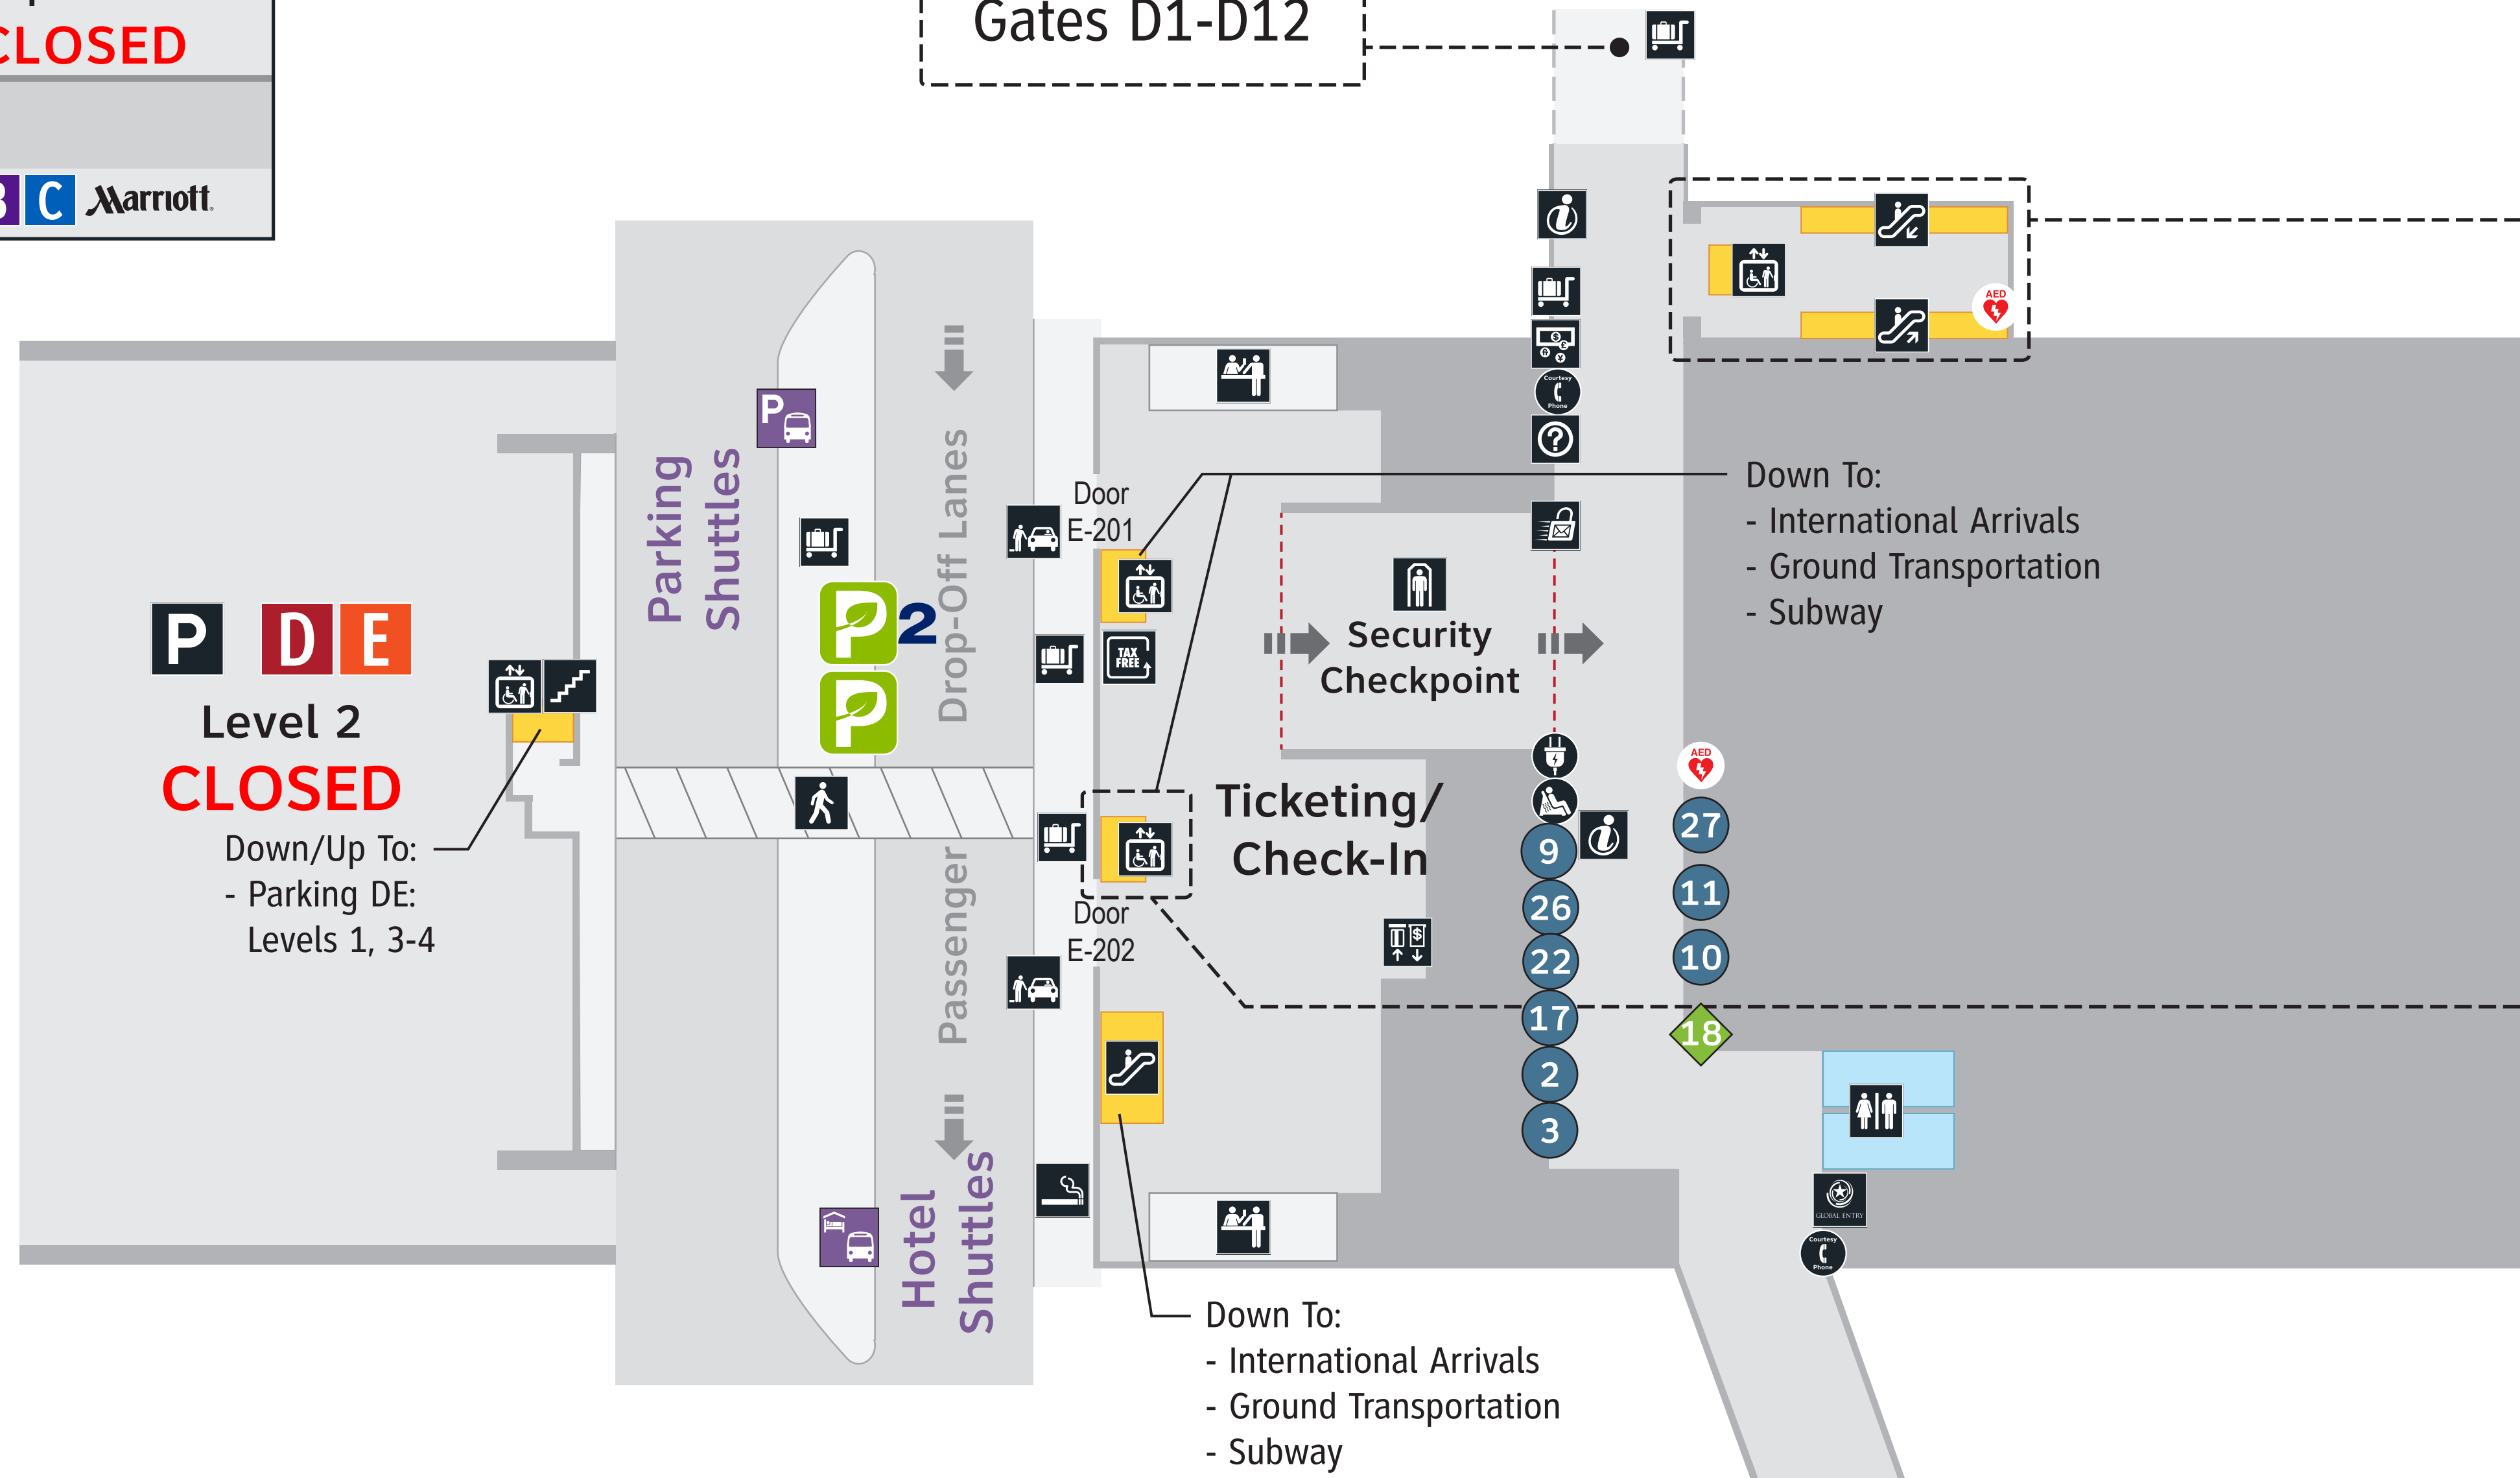 CLOSED
B C Marriott
Gates D1-D12
AED
Courtesy
Phone
Parking
Shuttles
P
Drop-Off Lanes
Passenger
Door
E-201
Down To:
- International Arrivals
- Ground Transportation
- Subway
P D E
Level 2
CLOSED
Down/Up To:
- Parking DE:
Levels 1, 3-4
P 2
P
TAX
FREE
Security
Checkpoint
Ticketing/
Check-In
Door
E-202
AED
9
26
22
17
2
3
27
11
10
18
GLOBAL ENTRY
Courtesy
Phone
Hotel
Shuttles
Down To:
- International Arrivals
- Ground Transportation
- Subway